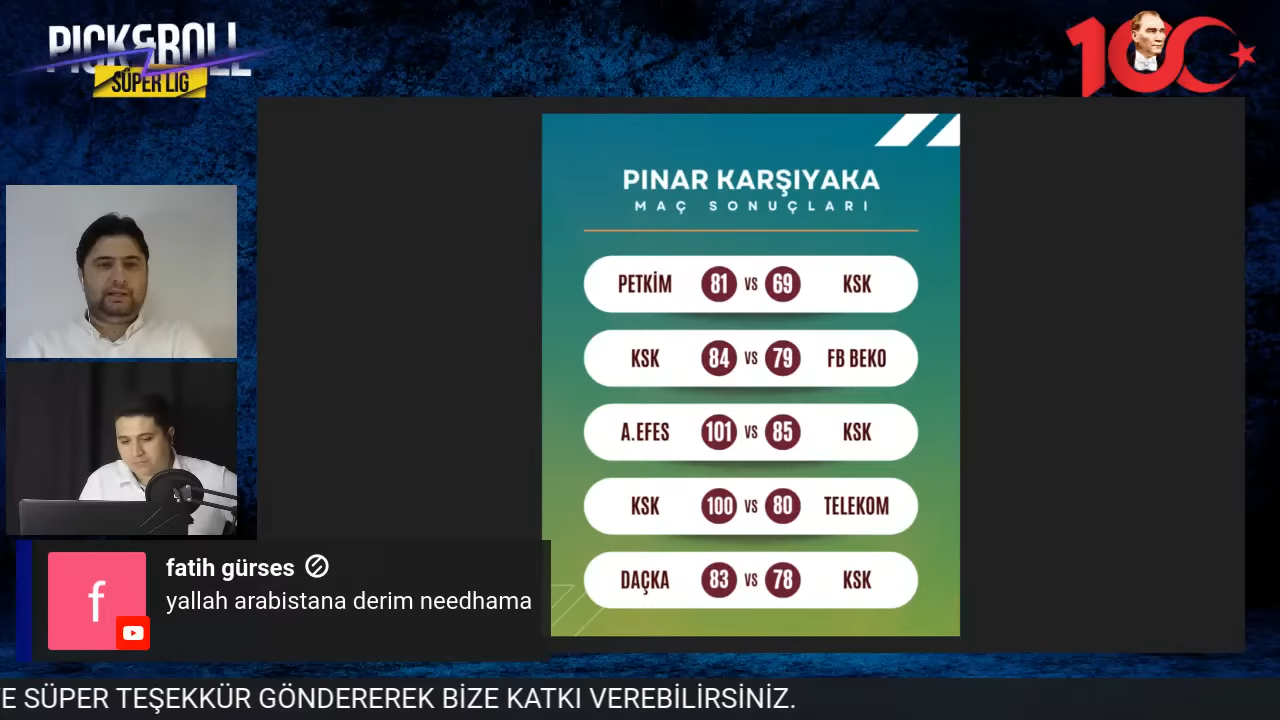 PICK&ROLL
SÜPER LIG
100
PINAR KARŞIYAKA
MAÇ SONUÇLARI
PETKİM 81 VS 69 KSK
KSK 84 VS 79 FB BEKO
A.EFES 101 VS 85 KSK
KSK 100 VS 80 TELEKOM
DAÇKA 83 VS 78 KSK
f
fatih gürses
yallah arabistana derim needhama
E SÜPER TEŞEKKÜR GÖNDEREREK BİZE KATKI VEREBİLİRSİNİZ.